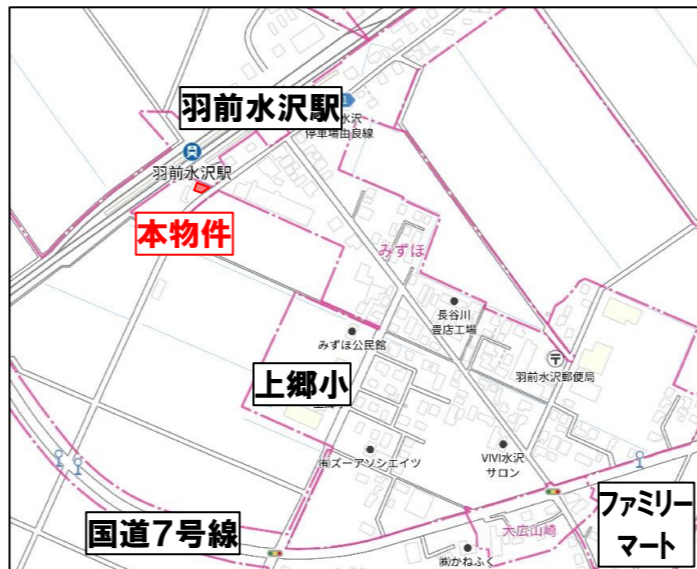 羽前水沢駅
水沢
停車場由良線
羽前水沢駅
本物件
みずほ
長谷川
畳店工場
みずほ公民館
羽前水沢郵便局
上郷小
㈲ズーアソシエイツ
VIVI水沢
サロン
国道7号線
大広山崎
ファミリー
マート
㈱かねふく